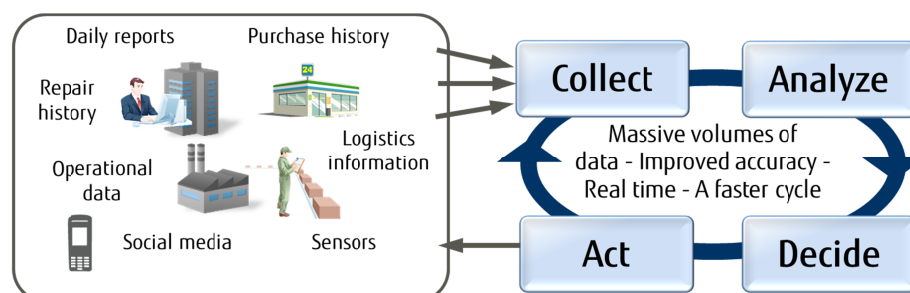 Daily reports
Purchase history
24
Repair
history
Logistics
information
Operational
data
Social media
Sensors
Collect
Analyze
Massive volumes of
data - Improved accuracy -
Real time - A faster cycle
Act
Decide